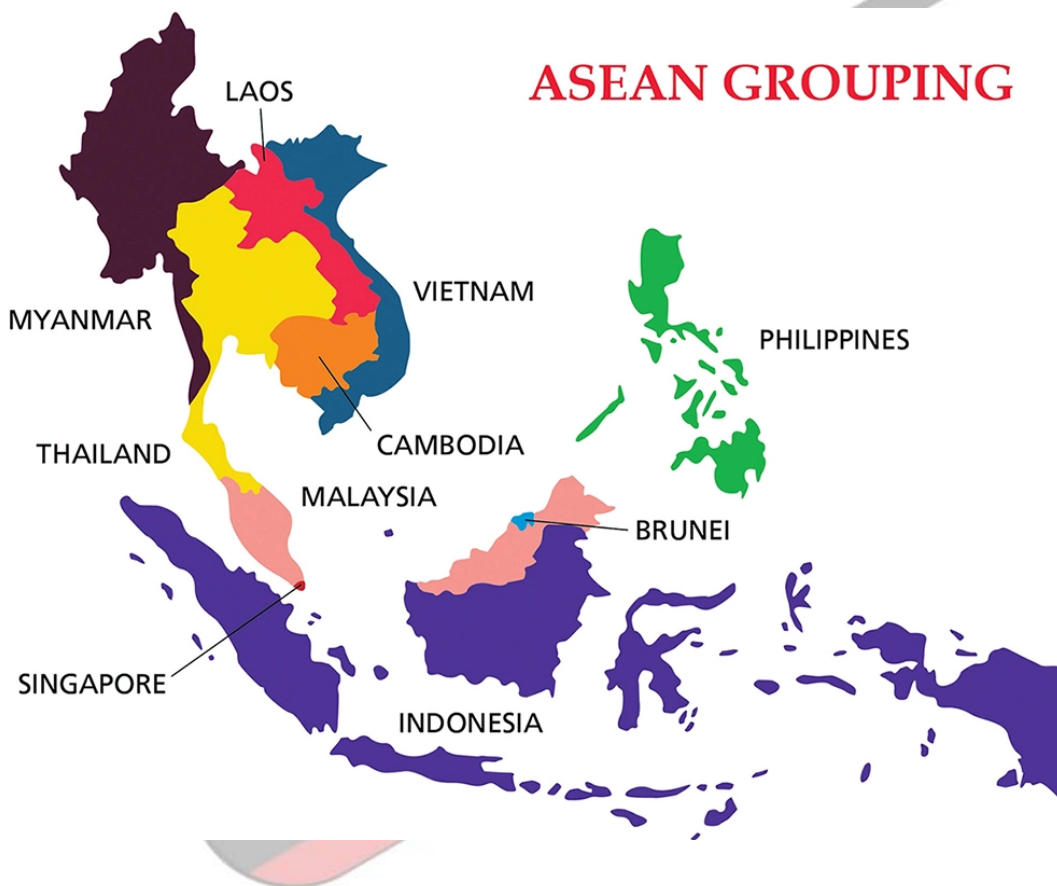 ASEAN GROUPING
LAOS
VIETNAM
MYANMAR
PHILIPPINES
CAMBODIA
THAILAND
MALAYSIA
BRUNEI
SINGAPORE
INDONESIA